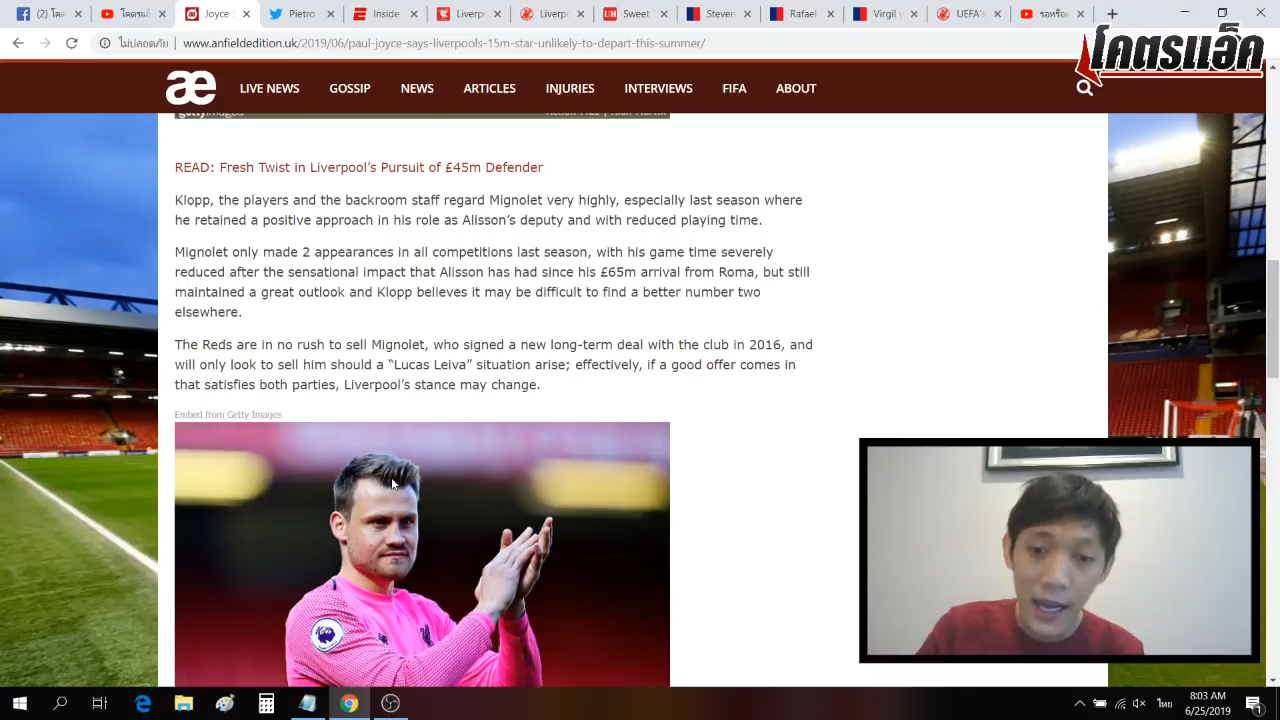 Joyce S
Twitter
Inside
Liverpo
Liverp
Sweet
Steven
Rafael
Virgil v
UEFA's
ไม่ปลอดภัย | www.anfieldedition.uk/2019/06/paul-joyce-says-liverpools-15m-star-unlikely-to-depart-this-summer/
โคตรแอ็ค
æ LIVE NEWS GOSSIP NEWS ARTICLES INJURIES INTERVIEWS FIFA ABOUT
READ: Fresh Twist in Liverpool's Pursuit of £45m Defender
Klopp, the players and the backroom staff regard Mignolet very highly, especially last season where
he retained a positive approach in his role as Alisson's deputy and with reduced playing time.
Mignolet only made 2 appearances in all competitions last season, with his game time severely
reduced after the sensational impact that Alisson has had since his £65m arrival from Roma, but still
maintained a great outlook and Klopp believes it may be difficult to find a better number two
elsewhere.
The Reds are in no rush to sell Mignolet, who signed a new long-term deal with the club in 2016, and
will only look to sell him should a “Lucas Leiva” situation arise; effectively, if a good offer comes in
that satisfies both parties, Liverpool's stance may change.
Embed from Getty Images
ไทย
8:03 AM
6/25/2019